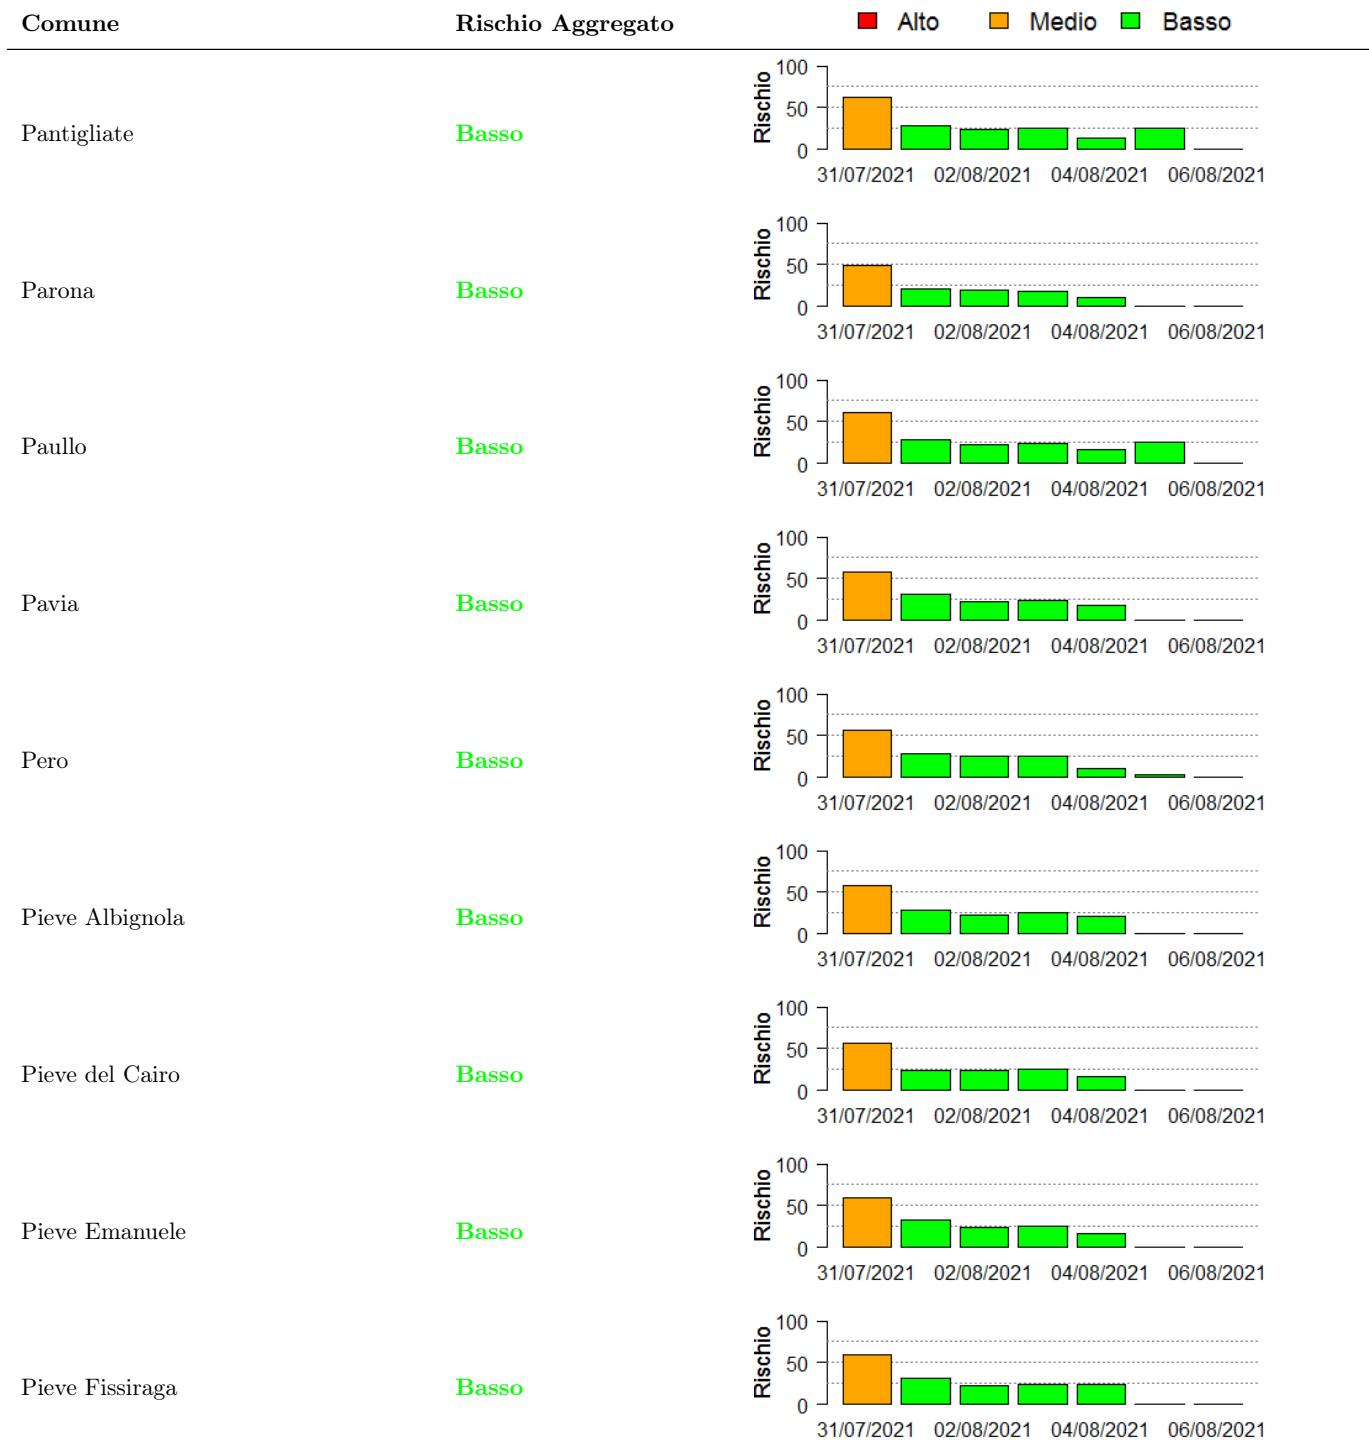 Comune Rischio Aggregato Alto Medio Basso
Pantigliate Basso Rischio 100 50 0
31/07/2021 02/08/2021 04/08/2021 06/08/2021
Parona Basso Rischio 100 50 0
31/07/2021 02/08/2021 04/08/2021 06/08/2021
Paullo Basso Rischio 100 50 0
31/07/2021 02/08/2021 04/08/2021 06/08/2021
Pavia Basso Rischio 100 50 0
31/07/2021 02/08/2021 04/08/2021 06/08/2021
Pero Basso Rischio 100 50 0
31/07/2021 02/08/2021 04/08/2021 06/08/2021
Pieve Albignola Basso Rischio 100 50 0
31/07/2021 02/08/2021 04/08/2021 06/08/2021
Pieve del Cairo Basso Rischio 100 50 0
31/07/2021 02/08/2021 04/08/2021 06/08/2021
Pieve Emanuele Basso Rischio 100 50 0
31/07/2021 02/08/2021 04/08/2021 06/08/2021
Pieve Fissiraga Basso Rischio 100 50 0
31/07/2021 02/08/2021 04/08/2021 06/08/2021